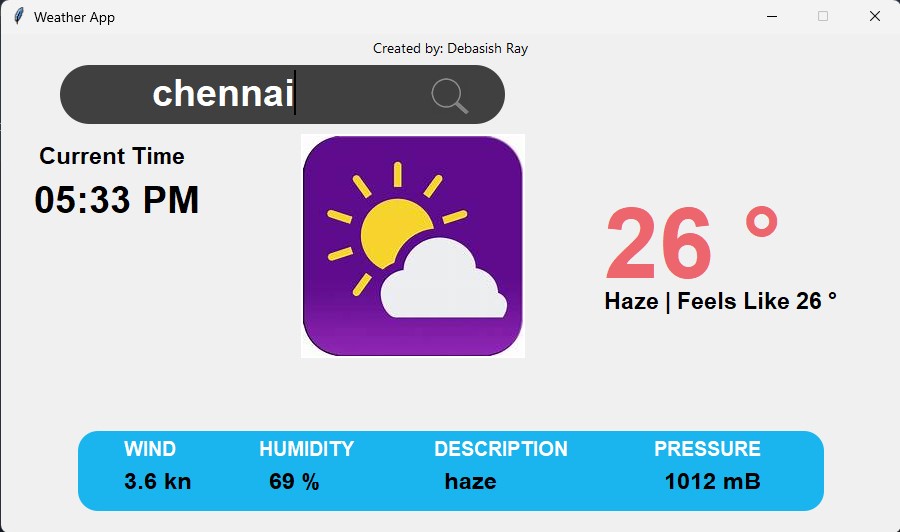 Weather App
Created by: Debasish Ray
chennai
Current Time
05:33 PM
26 °
Haze | Feels Like 26 °
WIND HUMIDITY DESCRIPTION PRESSURE
3.6 kn 69 % haze 1012 mB